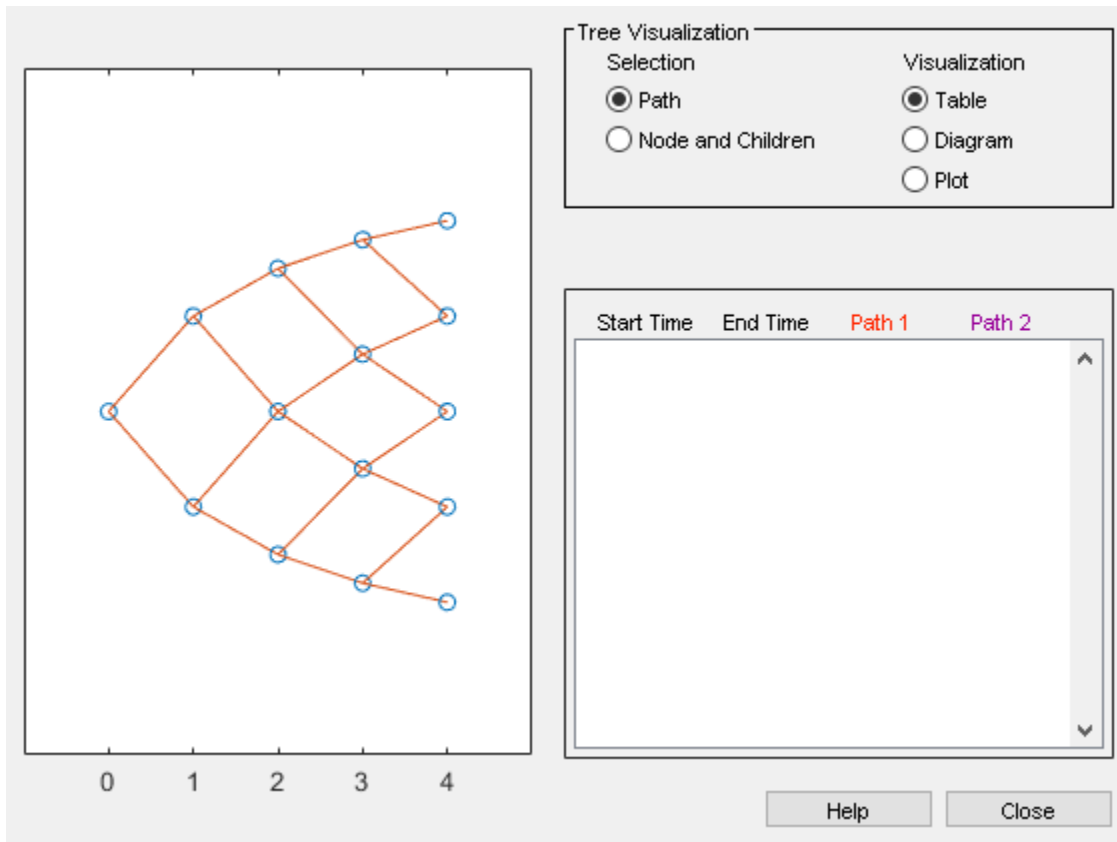 Tree Visualization
Selection
Visualization
Path
Table
Node and Children
Diagram
Plot
Start Time End Time Path 1 Path 2
0 1 2 3 4
Help Close